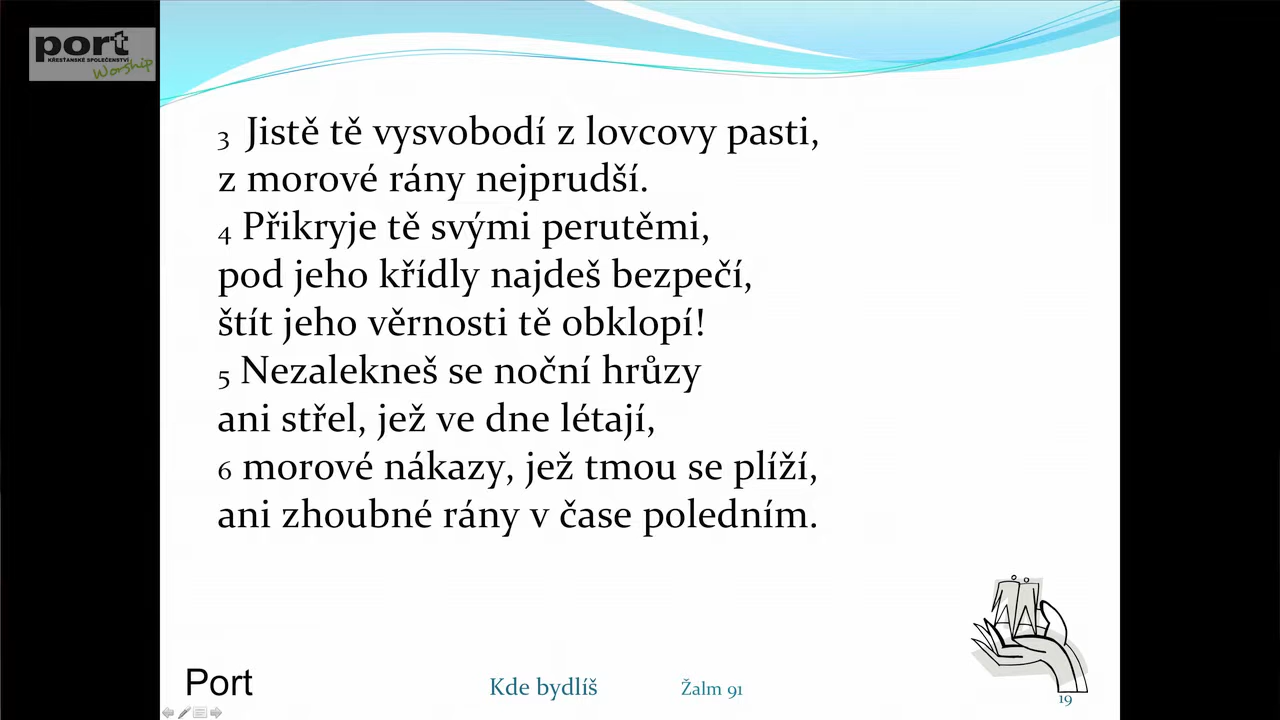 port
KŘESŤANSKÉ SPOLEČENSTVÍ
Worship
3 Jistě tě vysvobodí z lovcovy pasti,
z morové rány nejprudší.
4 Přikryje tě svými perutěmi,
pod jeho křídly najdeš bezpečí,
štít jeho věrnosti tě obklopí!
5 Nezalekneš se noční hrůzy
ani střel, jež ve dne létají,
6 morové nákazy, jež tmou se plíží,
ani zhoubné rány v čase poledním.
Port
Kde bydlíš
Žalm 91
19